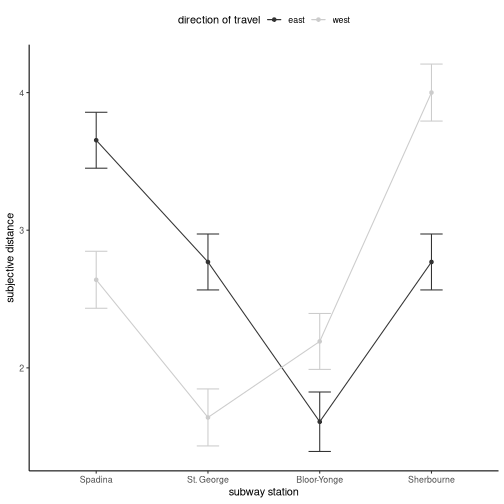 direction of travel east west
4
3
2
subjective distance
Spadina St. George Bloor-Yonge Sherbourne
subway station